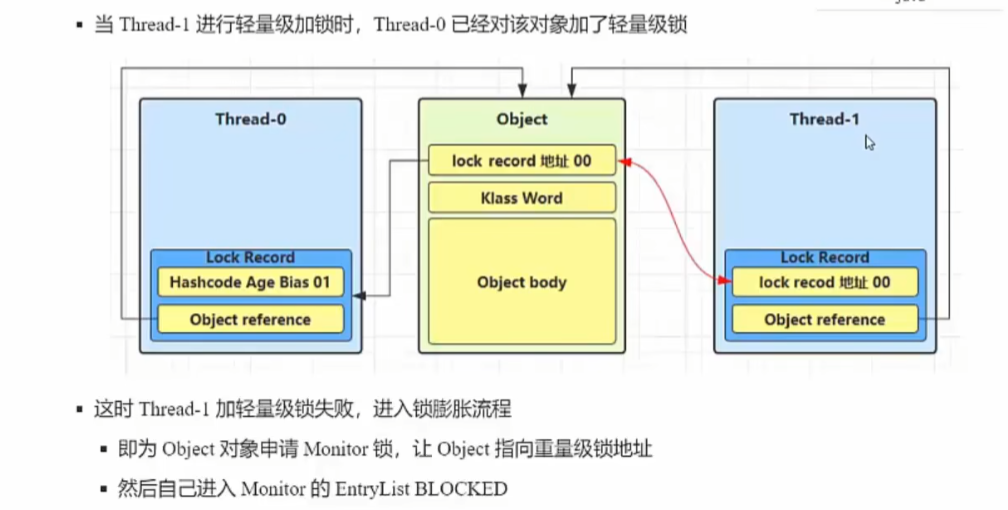 当 Thread-1 进行轻量级加锁时，Thread-0 已经对该对象加了轻量级锁
Thread-0
Object
Thread-1
lock record 地址 00
Klass Word
Object body
Lock Record
Hashcode Age Bias 01
Object reference
Lock Record
lock recod 地址 00
Object reference
这时 Thread-1 加轻量级锁失败，进入锁膨胀流程
即为 Object 对象申请 Monitor 锁，让 Object 指向重量级锁地址
然后自己进入 Monitor 的 EntryList BLOCKED